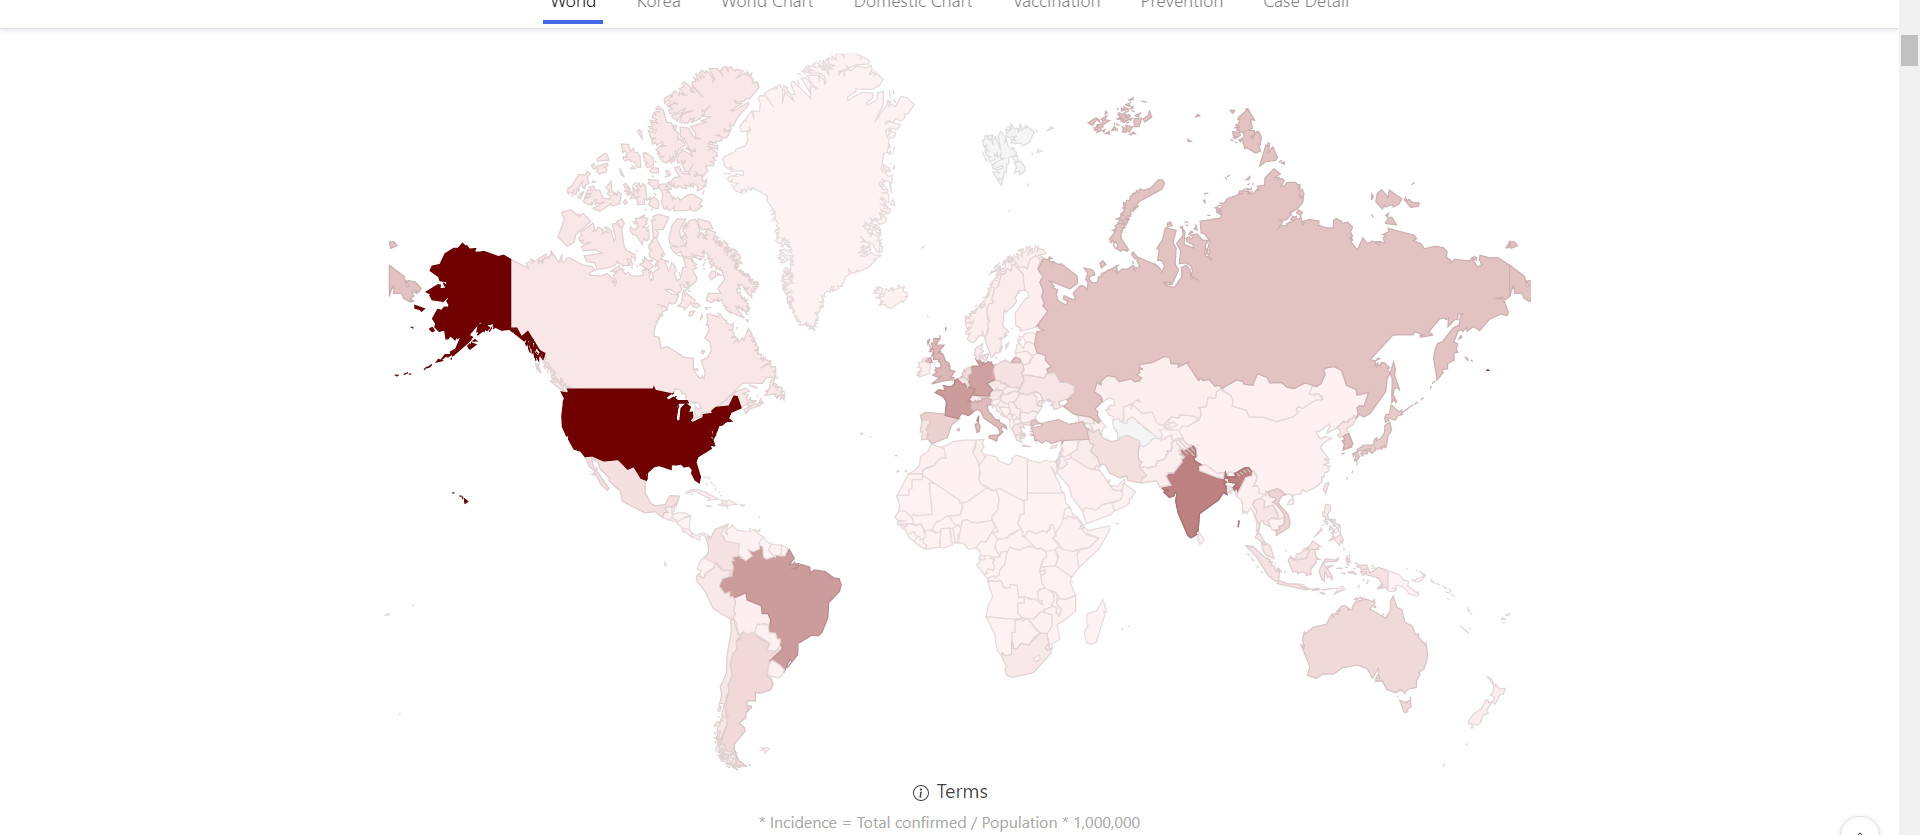 World Korea World Chart Domestic Chart Vaccination Prevention Case Detail
Terms
* Incidence = Total confirmed / Population * 1,000,000